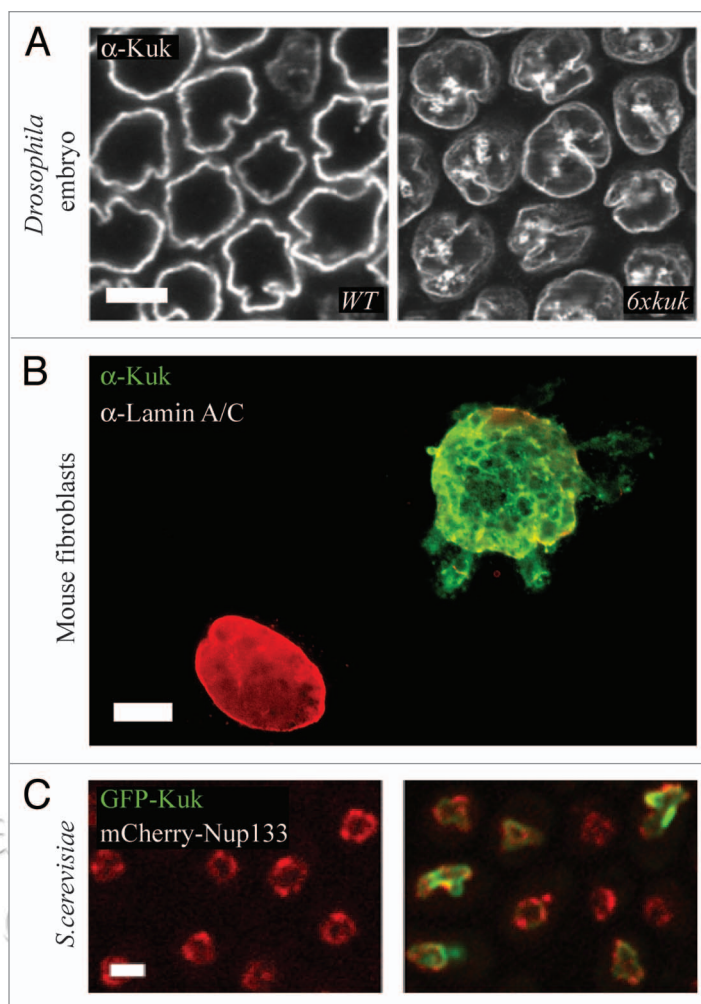 A
α-Kuk
Drosophila
embryo
WT
6xkuk
B
α-Kuk
α-Lamin A/C
Mouse fibroblasts
C
GFP-Kuk
mCherry-Nup133
S.cerevisiae